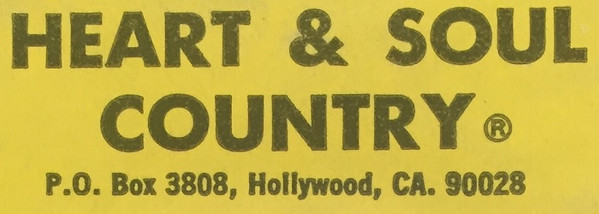 HEART & SOUL
COUNTRY®
P.O. Box 3808, Hollywood, CA. 90028